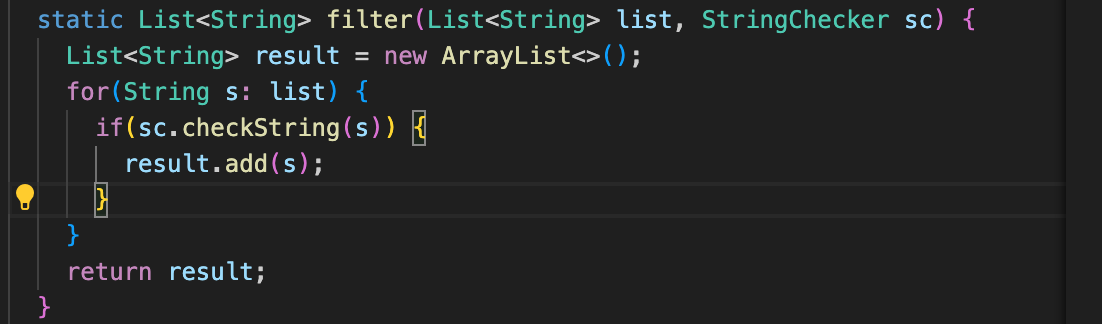 static List<String> filter(List<String> list, StringChecker sc) {
List<String> result = new ArrayList<>();
for(String s: list) {
if(sc.checkString(s)) {
result.add(s);
}
}
return result;
}